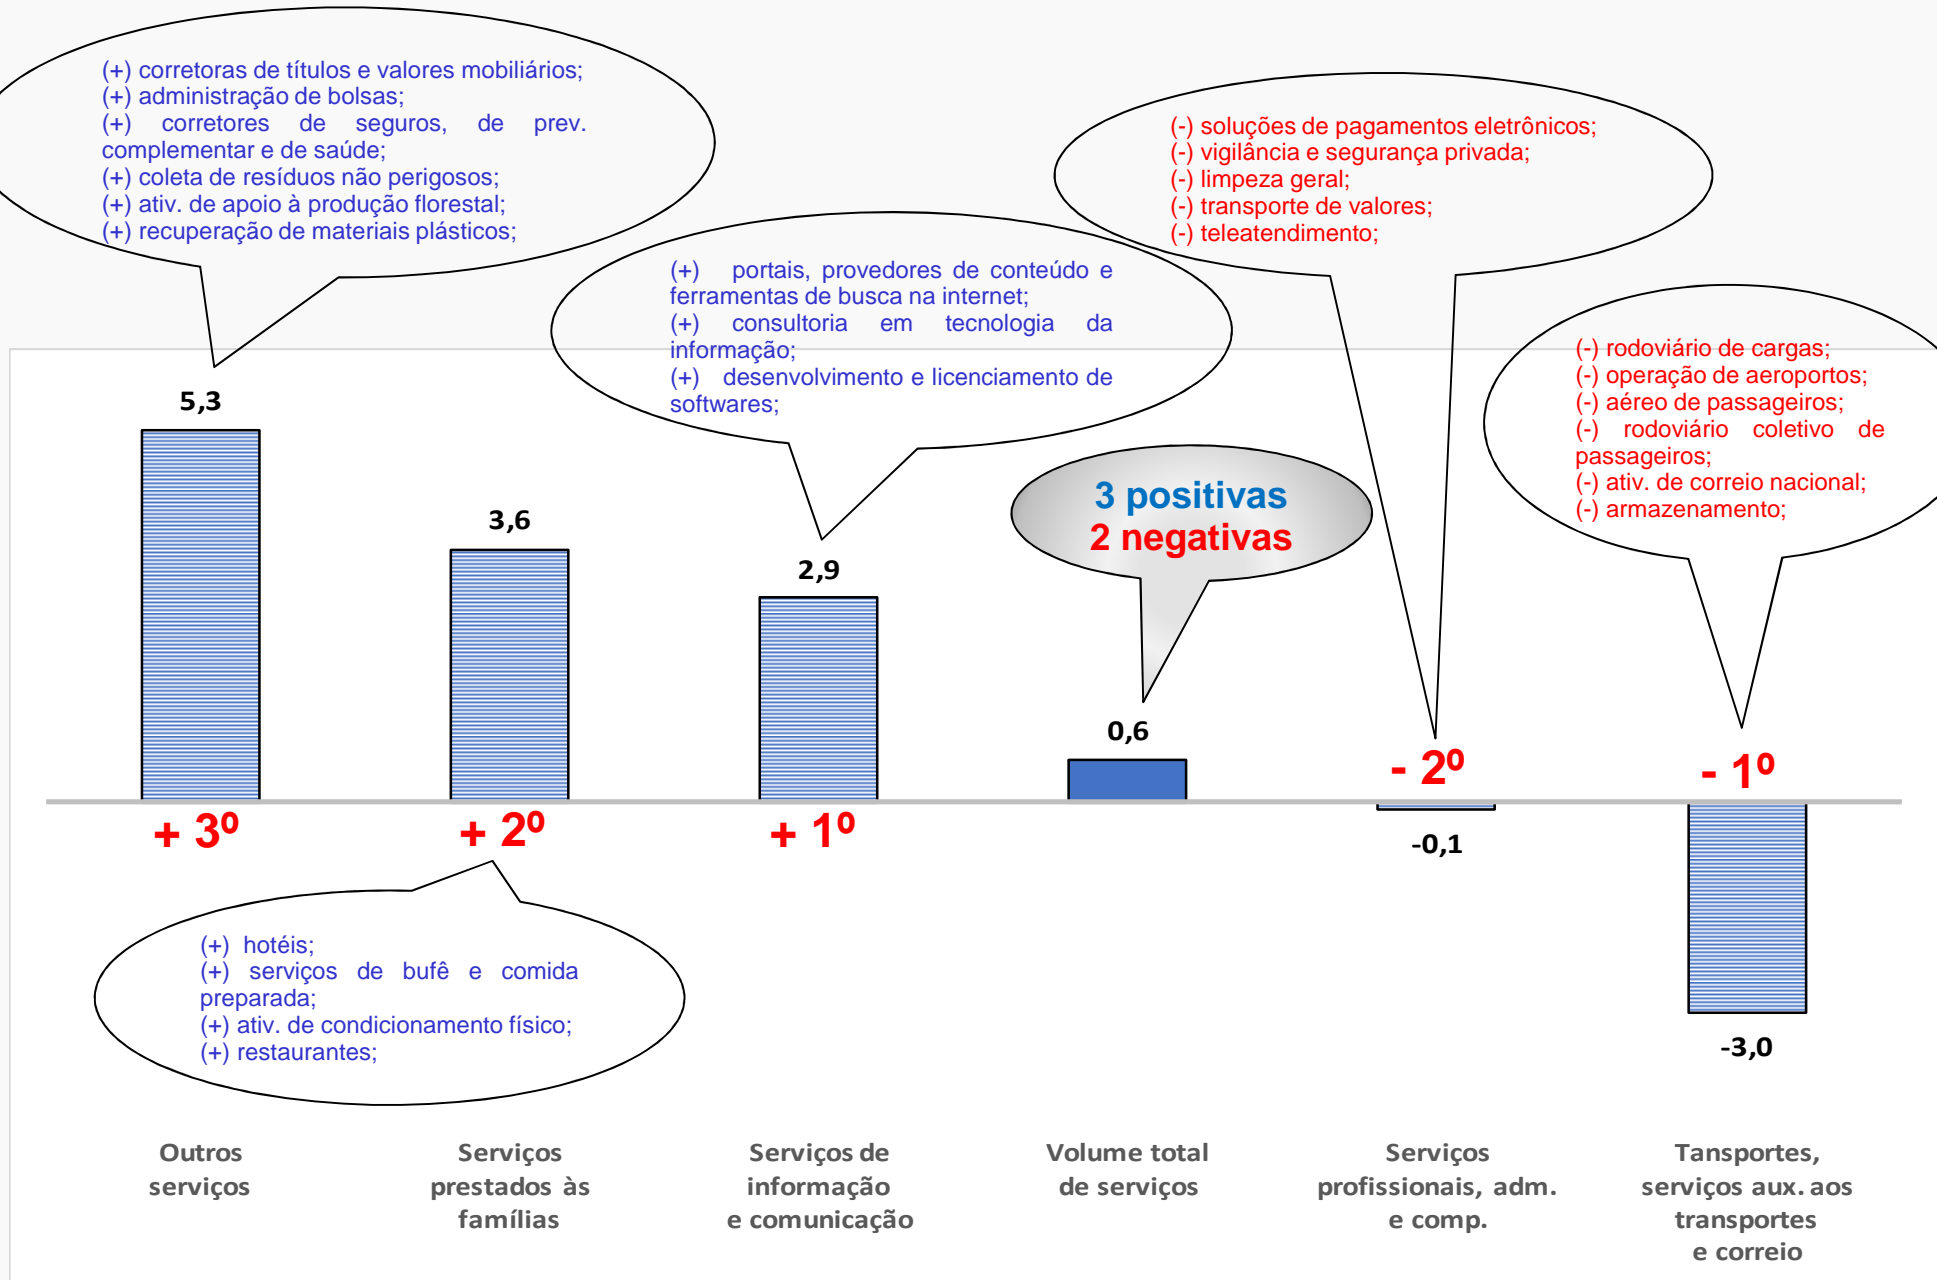 (+) corretoras de títulos e valores mobiliários;
(+) administração de bolsas;
(+) corretores de seguros, de prev.
complementar e de saúde;
(+) coleta de resíduos não perigosos;
(+) ativ. de apoio à produção florestal;
(+) recuperação de materiais plásticos;
(+) portais, provedores de conteúdo e
ferramentas de busca na internet;
(+) consultoria em tecnologia da
informação;
(+) desenvolvimento e licenciamento de
softwares;
(-) soluções de pagamentos eletrônicos;
(-) vigilância e segurança privada;
(-) limpeza geral;
(-) transporte de valores;
(-) teleatendimento;
(-) rodoviário de cargas;
(-) operação de aeroportos;
(-) aéreo de passageiros;
(-) rodoviário coletivo de
passageiros;
(-) ativ. de correio nacional;
(-) armazenamento;
3 positivas
2 negativas
5,3
3,6
2,9
0,6
-0,1
-3,0
+ 3º
+ 2º
+ 1º
- 2º
- 1º
(+) hotéis;
(+) serviços de bufê e comida
preparada;
(+) ativ. de condicionamento físico;
(+) restaurantes;
Outros
serviços
Serviços
prestados às
famílias
Serviços de
informação
e comunicação
Volume total
de serviços
Serviços
profissionais, adm.
e comp.
Tansportes,
serviços aux. aos
transportes
e correio